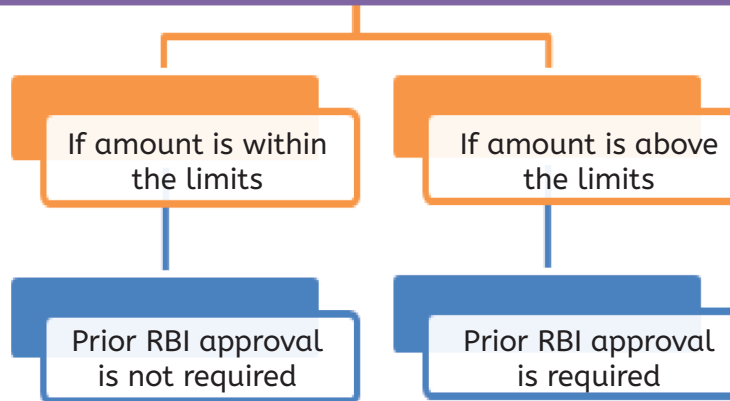 If amount is within
the limits
If amount is above
the limits
Prior RBI approval
is not required
Prior RBI approval
is required